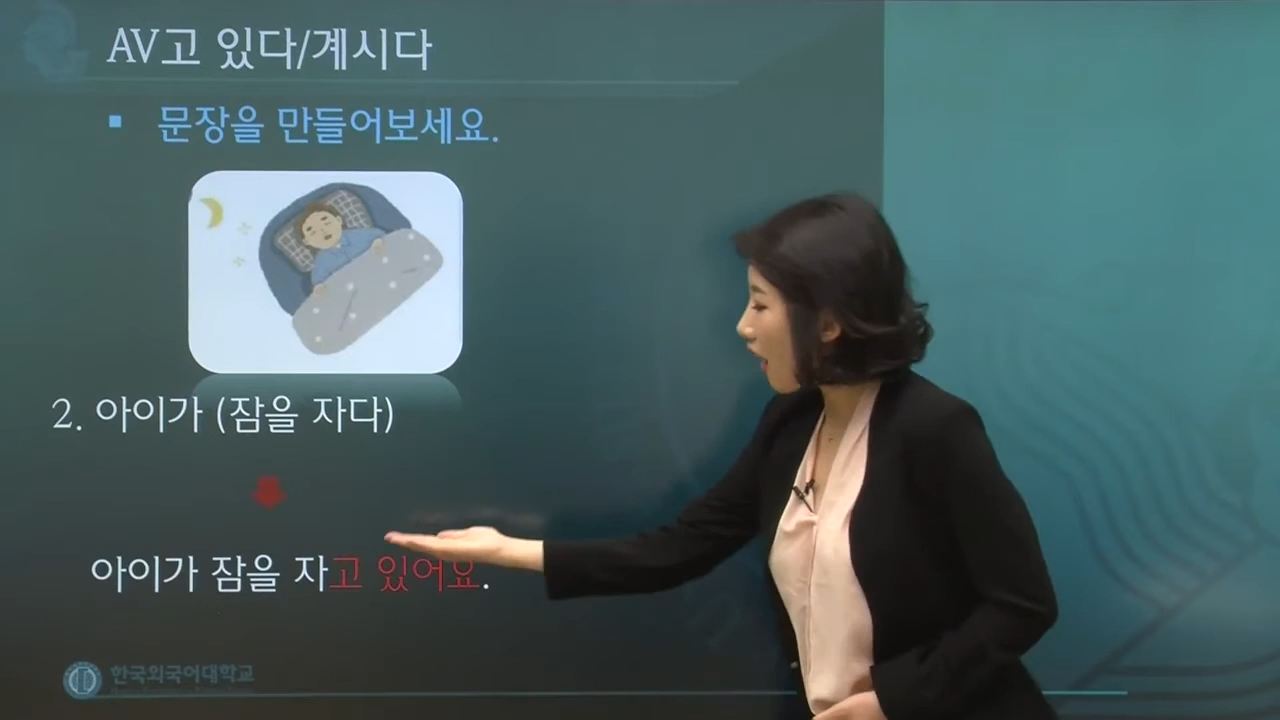 AV고 있다/계시다
▪ 문장을 만들어보세요.
2. 아이가 (잠을 자다)
아이가 잠을 자고 있어요.
한국외국어대학교